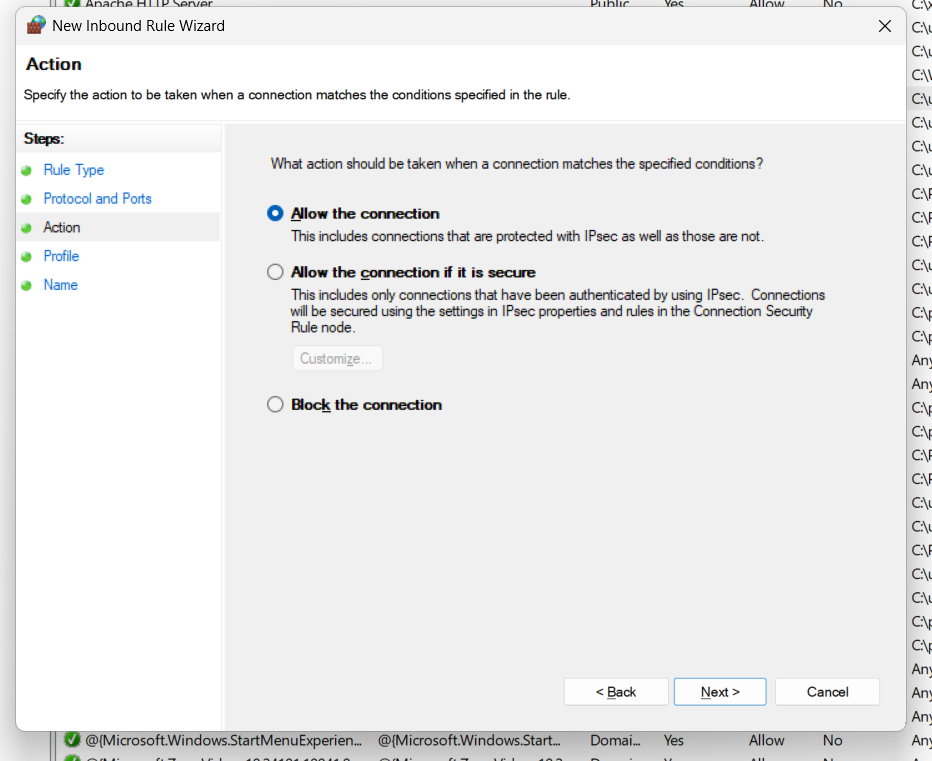 Apache HTTP Server Public Yes Allow No
New Inbound Rule Wizard
Action
Specify the action to be taken when a connection matches the conditions specified in the rule.
Steps:
Rule Type
Protocol and Ports
Action
Profile
Name
What action should be taken when a connection matches the specified conditions?
Allow the connection
This includes connections that are protected with IPsec as well as those are not.
Allow the connection if it is secure
This includes only connections that have been authenticated by using IPsec. Connections
will be secured using the settings in IPsec properties and rules in the Connection Security
Rule node.
Customize...
Block the connection
< Back
Next >
Cancel
@{Microsoft.Windows.StartMenuExperien... @{Microsoft.Windows.Start... Domai... Yes Allow No Any